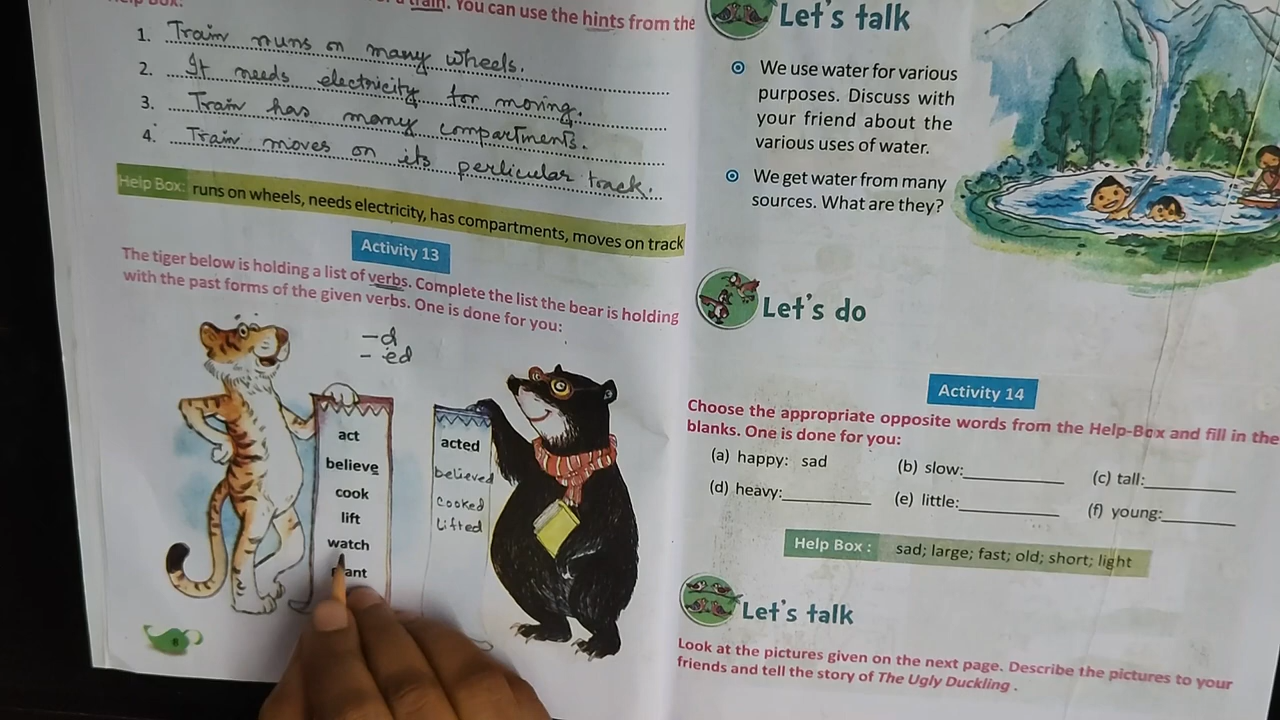 Help Box:
a train. You can use the hints from the
1. Train runs on many wheels.
2. It needs electricity for moving.
3. Train has many compartments.
4. Train moves on its perticular track.
Help Box: runs on wheels, needs electricity, has compartments, moves on track
Activity 13
The tiger below is holding a list of verbs. Complete the list the bear is holding
with the past forms of the given verbs. One is done for you:
-d
- ed
act
believe
cook
lift
watch
acted
believed
cooked
Lifted
8
Let's talk
We use water for various
purposes. Discuss with
your friend about the
various uses of water.
We get water from many
sources. What are they?
Let's do
Activity 14
Choose the appropriate opposite words from the Help-Box and fill in the
blanks. One is done for you:
(a) happy: sad (b) slow: (c) tall:
(d) heavy: (e) little: (f) young:
Help Box : sad; large; fast; old; short; light
Let's talk
Look at the pictures given on the next page. Describe the pictures to your
friends and tell the story of The Ugly Duckling .